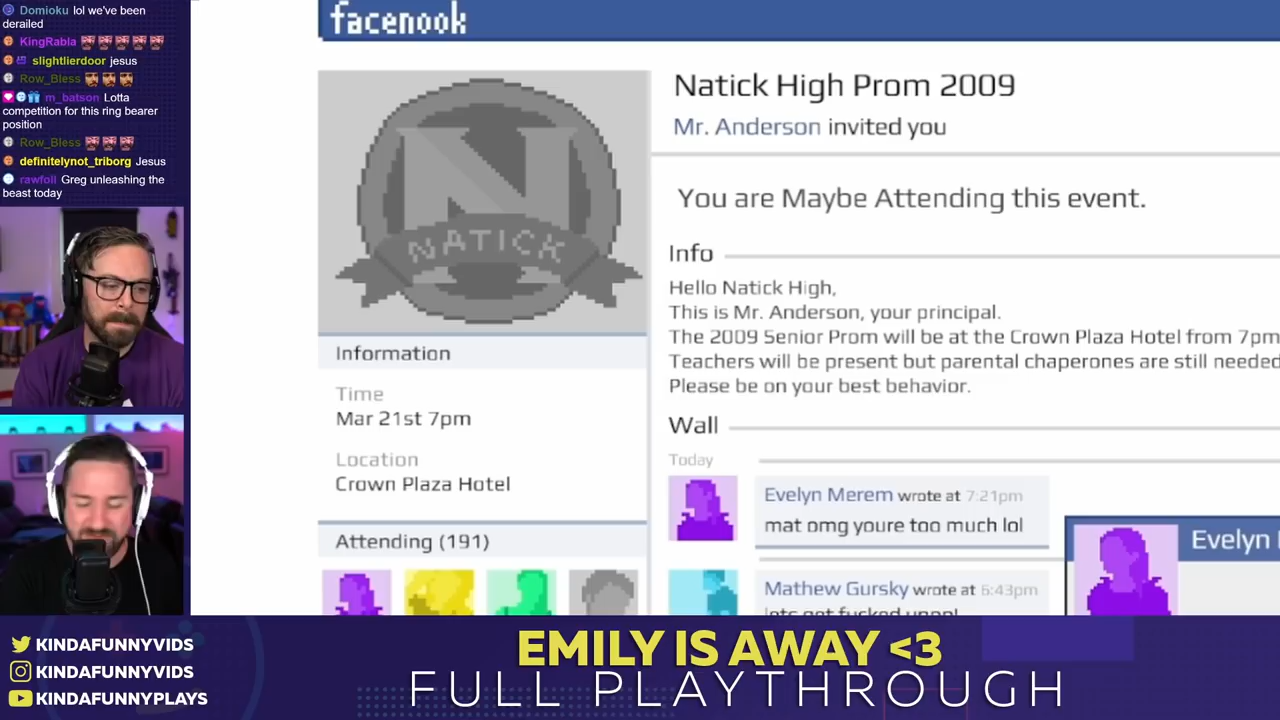 Domioku lol we've been
derailed
KingRabla
slightlierdoor jesus
Row_Bless
m_batson Lotta
competition for this ring bearer
position
Row_Bless
definitelynot_triborg Jesus
rawfoll Greg unleashing the
beast today
facenook
NATICK
Natick High Prom 2009
Mr. Anderson invited you
You are Maybe Attending this event.
Info
Hello Natick High,
This is Mr. Anderson, your principal.
The 2009 Senior Prom will be at the Crown Plaza Hotel from 7pm
Teachers will be present but parental chaperones are still needed
Please be on your best behavior.
Information
Time
Mar 21st 7pm
Location
Crown Plaza Hotel
Attending (191)
Wall
Today
Evelyn Merem wrote at 7:21pm
mat omg youre too much lol
Mathew Gursky wrote at 6:43pm
lets get fucked uppp!
Evelyn
KINDAFUNNYVIDS
KINDAFUNNYVIDS
KINDAFUNNYPLAYS
EMILY IS AWAY <3
FULL PLAYTHROUGH